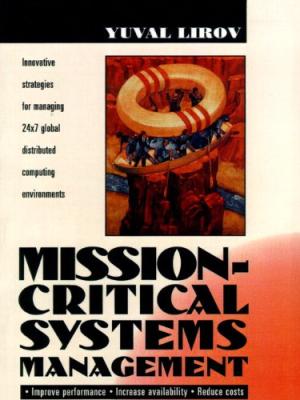 YUVAL LIROV
Innovative
strategies
for managing
24x7 global
distributed
computing
environments
MISSION-
CRITICAL
SYSTEMS
MANAGEMENT
• Improve performance • Increase availability • Reduce costs